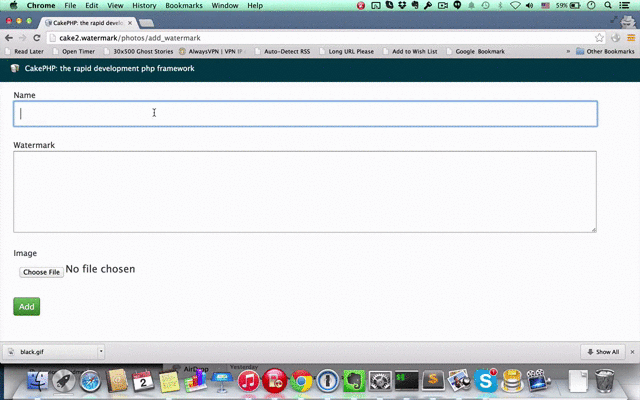 Chrome File Edit View History Bookmarks Window Help 59%
CakePHP: the rapid develo
cake2.watermark/photos/add_watermark
Read Later Open Timer 30x500 Ghost Stories AlwaysVPN | VPN Auto-Detect RSS Long URL Please Add to Wish List Google Bookmark » Other Bookmarks
CakePHP: the rapid development php framework
Name
Watermark
Image
Choose File No file chosen
Add
black.gif Show All
AirDrop Yesterday
2